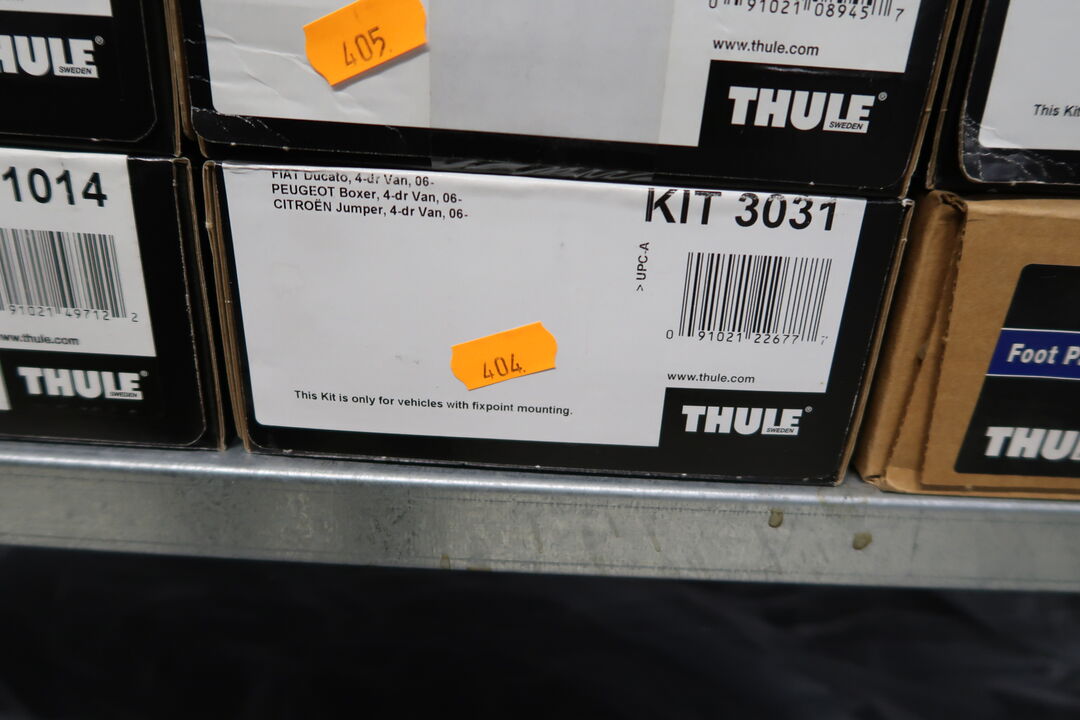 HULE®
SWEDEN
405.
0 91021 08945 7
www.thule.com
THULE®
SWEDEN
This Kit
1014
91021 49712 2
www.thule.com
THULE®
SWEDEN
FIAT Ducato, 4-dr Van, 06-
PEUGEOT Boxer, 4-dr Van, 06-
CITROËN Jumper, 4-dr Van, 06-
KIT 3031
> UPC-A
0 91021 22677 7
404.
www.thule.com
This Kit is only for vehicles with fixpoint mounting.
THULE®
SWEDEN
Foot P
THU